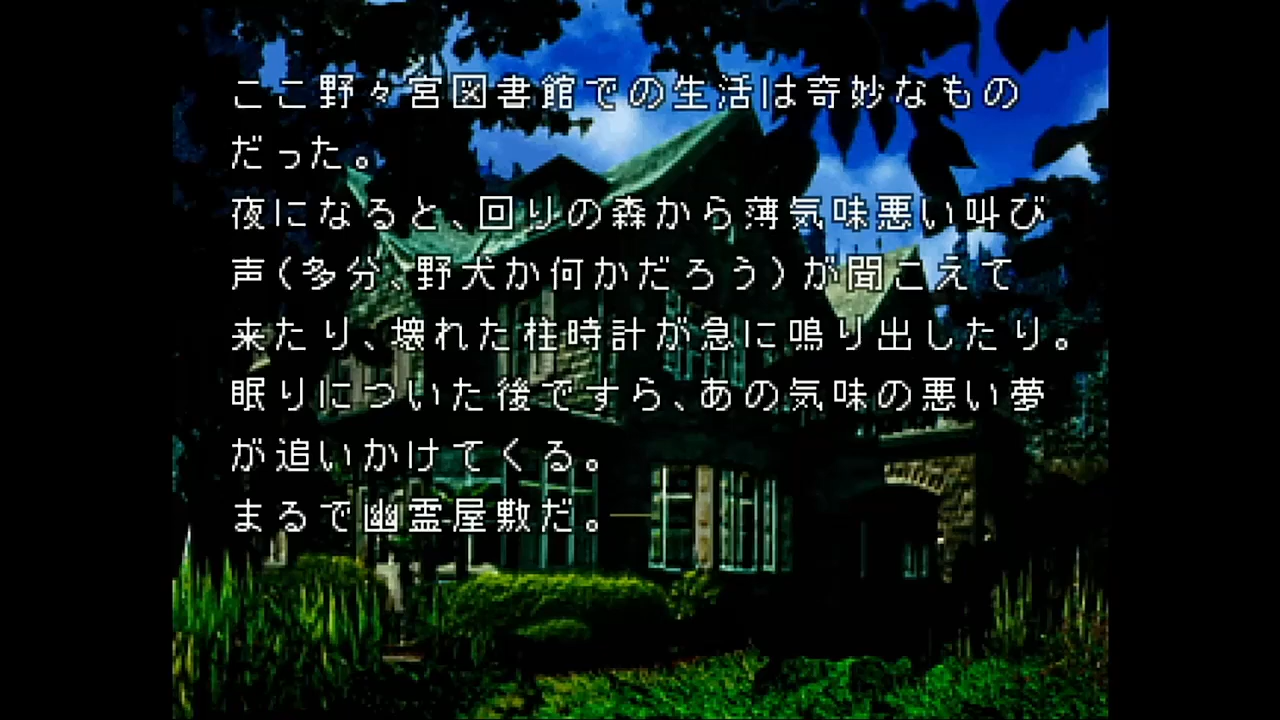 ここ野々宮図書館での生活は奇妙なもの
だった。
夜になると、回りの森から薄気味悪い叫び
声(多分、野犬か何かだろう)が聞こえて
来たり、壊れた柱時計が急に鳴り出したり。
眠りについた後ですら、あの気味の悪い夢
が追いかけてくる。
まるで幽霊屋敷だ。